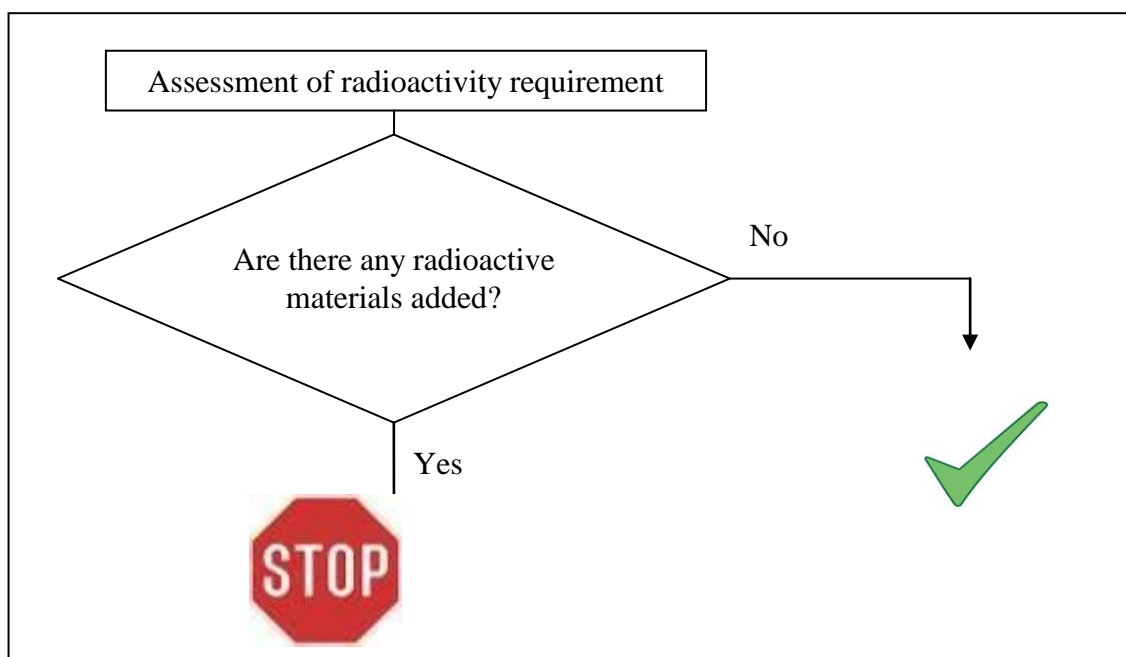 Assessment of radioactivity requirement
Are there any radioactive
materials added?
No
Yes
STOP